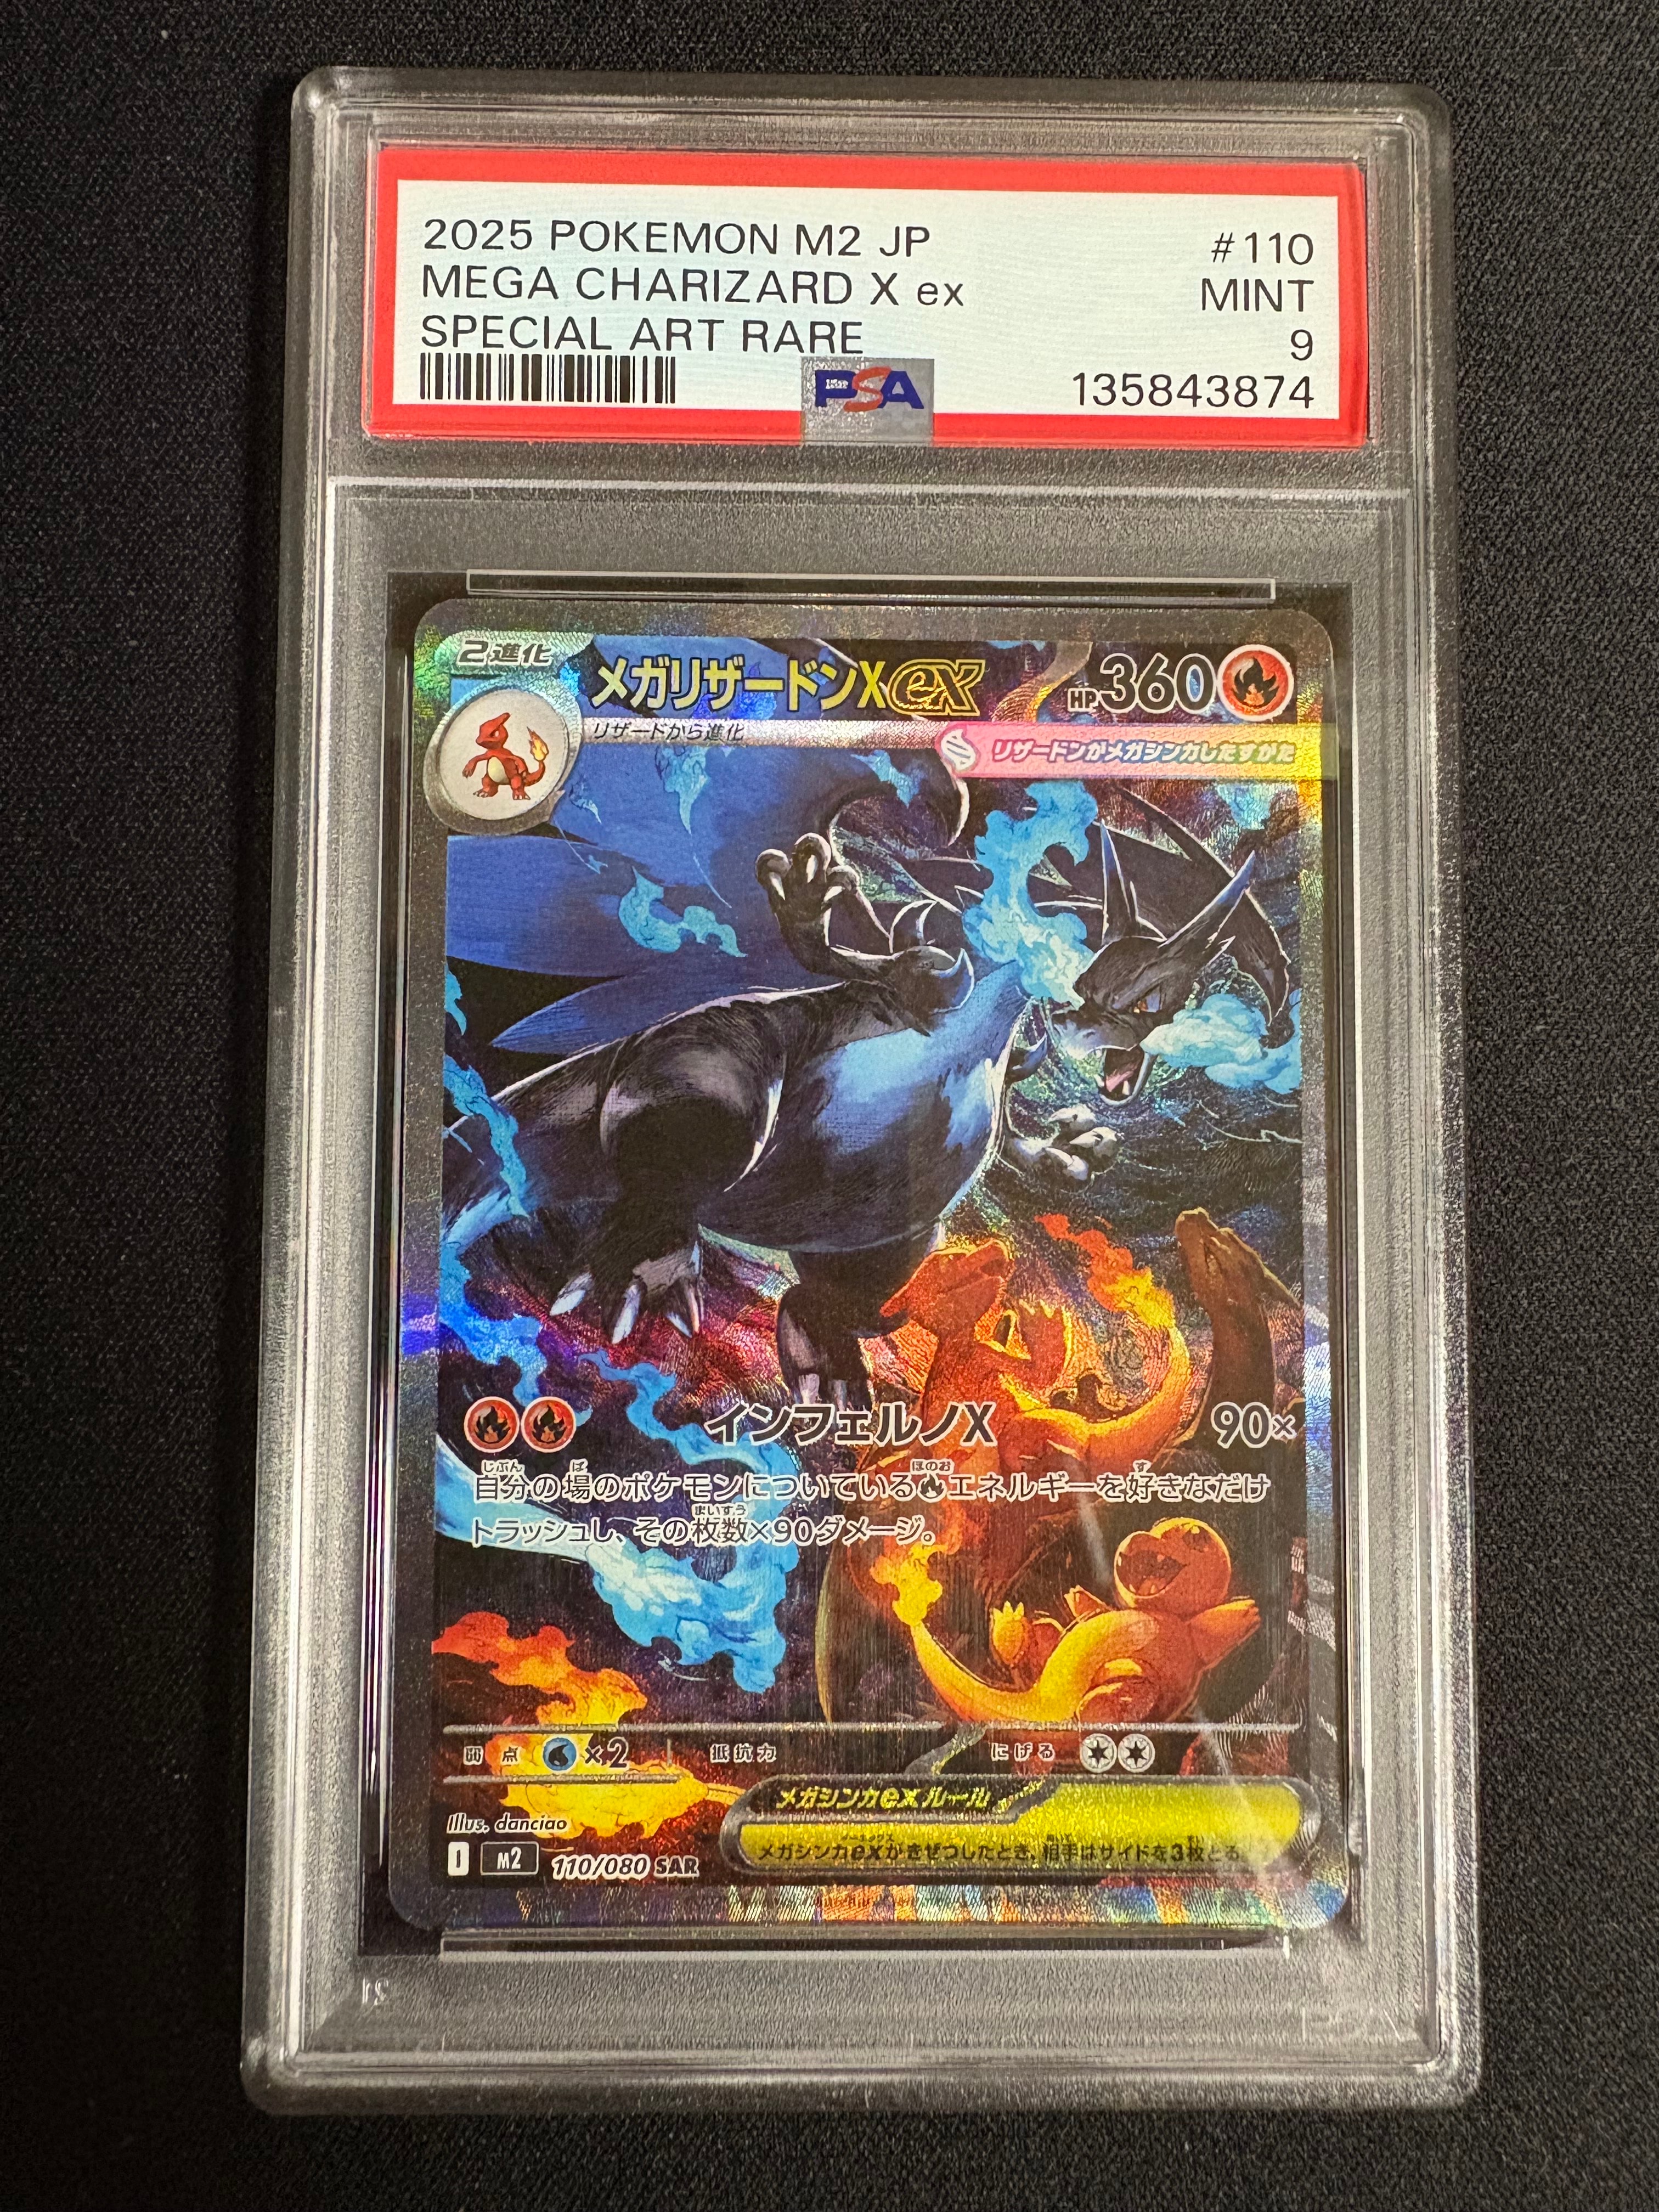 2025 POKEMON M2 JP #110
MEGA CHARIZARD X ex MINT
SPECIAL ART RARE 9
PSA 135843874
2進化 メガリザードンXex HP360
リザードから進化
リザードンがメガシンカしたすがた
インフェルノX 90×
自分の場のポケモンについているエネルギーを好きなだけ
トラッシュし、その枚数×90ダメージ。
弱点 ×2 抵抗力 にげる
メガシンカexルール
メガシンカexがきぜつしたとき、相手はサイドを3枚とる。
Illus. danciao
I M2 110/080 SAR